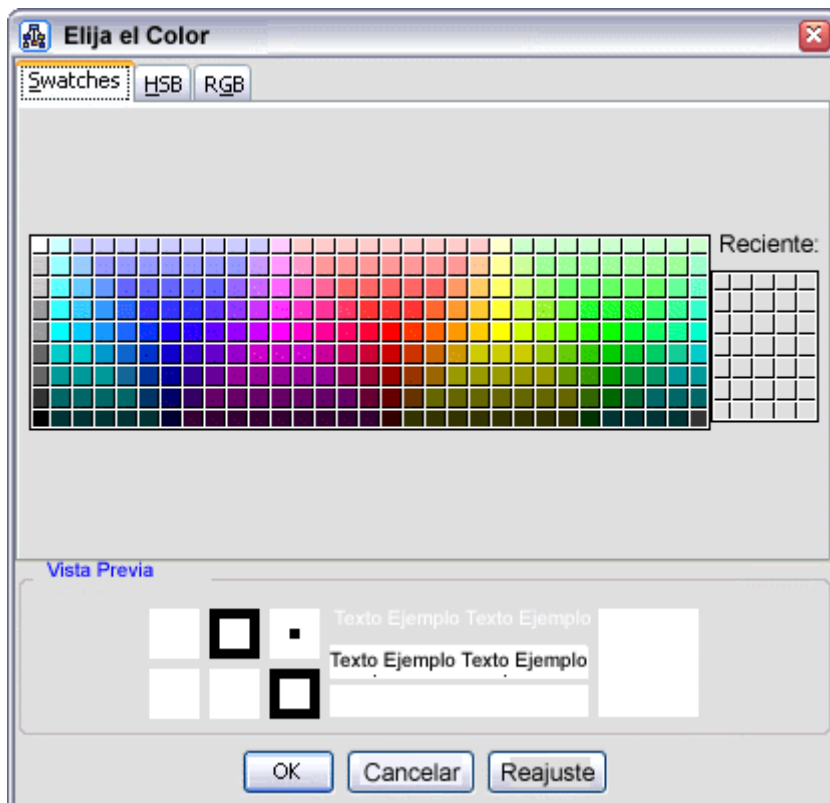 Elija el Color
Swatches HSB RGB
Reciente:
Vista Previa
Texto Ejemplo Texto Ejemplo
Texto Ejemplo Texto Ejemplo
OK Cancelar Reajuste